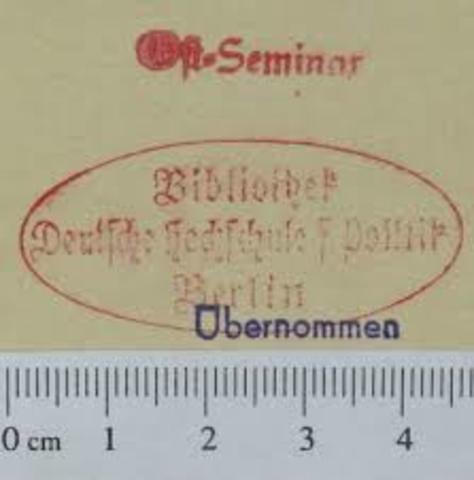 Ost-Seminar
Bibliothek
Deutsche Hochschule f. Politik
Berlin
Übernommen
0 cm 1 2 3 4